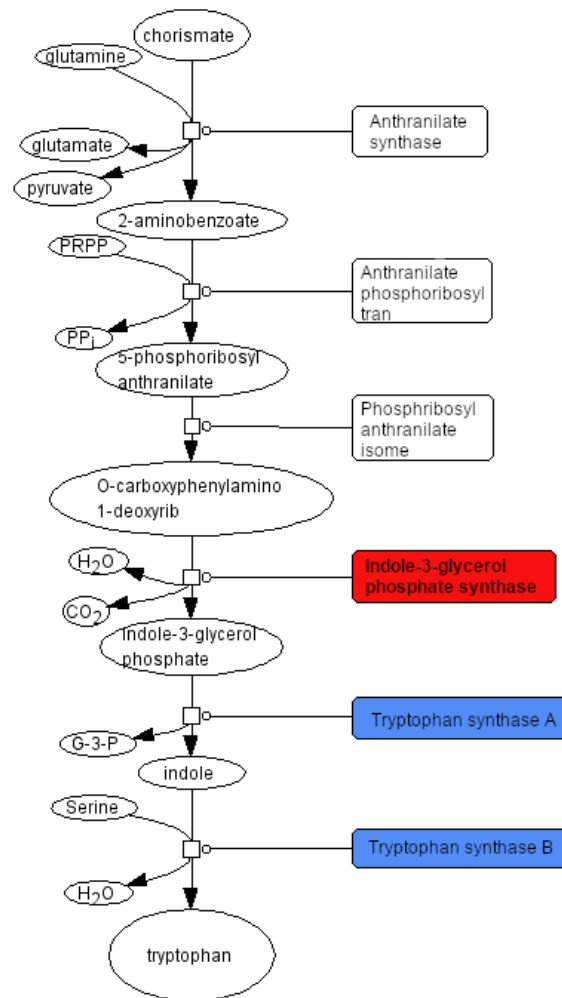 chorismate
glutamine
Anthranilate
synthase
glutamate
pyruvate
2-aminobenzoate
PRPP
Anthranilate
phosphoribosyl
tran
PPi
5-phosphoribosyl
anthranilate
Phosphribosyl
anthranilate
isome
O-carboxyphenylamino
1-deoxyrib
H2O
Indole-3-glycerol
phosphate synthase
CO2
Indole-3-glycerol
phosphate
Tryptophan synthase A
G-3-P
indole
Serine
Tryptophan synthase B
H2O
tryptophan